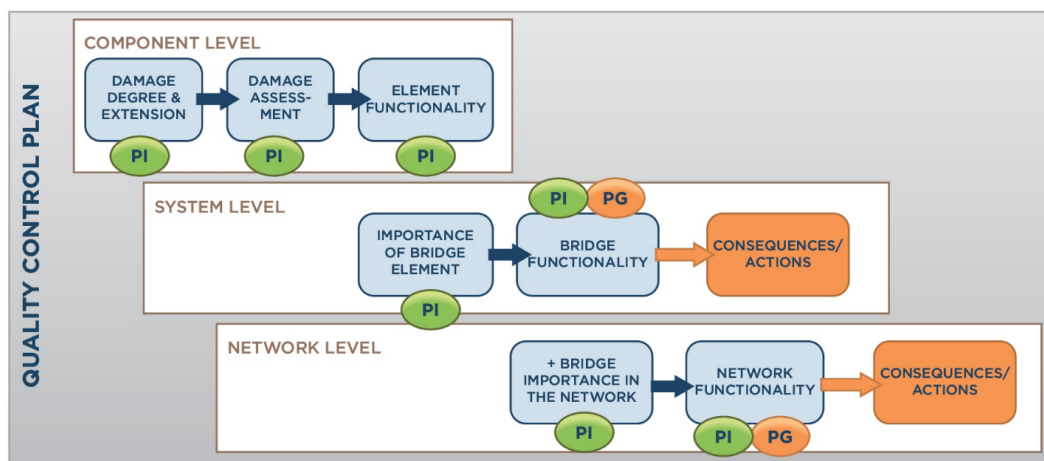 QUALITY CONTROL PLAN
COMPONENT LEVEL
DAMAGE
DEGREE &
EXTENSION
DAMAGE
ASSESS-
MENT
ELEMENT
FUNCTIONALITY
PI
PI
PI
SYSTEM LEVEL
PI
PG
IMPORTANCE
OF BRIDGE
ELEMENT
BRIDGE
FUNCTIONALITY
CONSEQUENCES/
ACTIONS
PI
NETWORK LEVEL
+ BRIDGE
IMPORTANCE IN
THE NETWORK
NETWORK
FUNCTIONALITY
CONSEQUENCES/
ACTIONS
PI
PI
PG